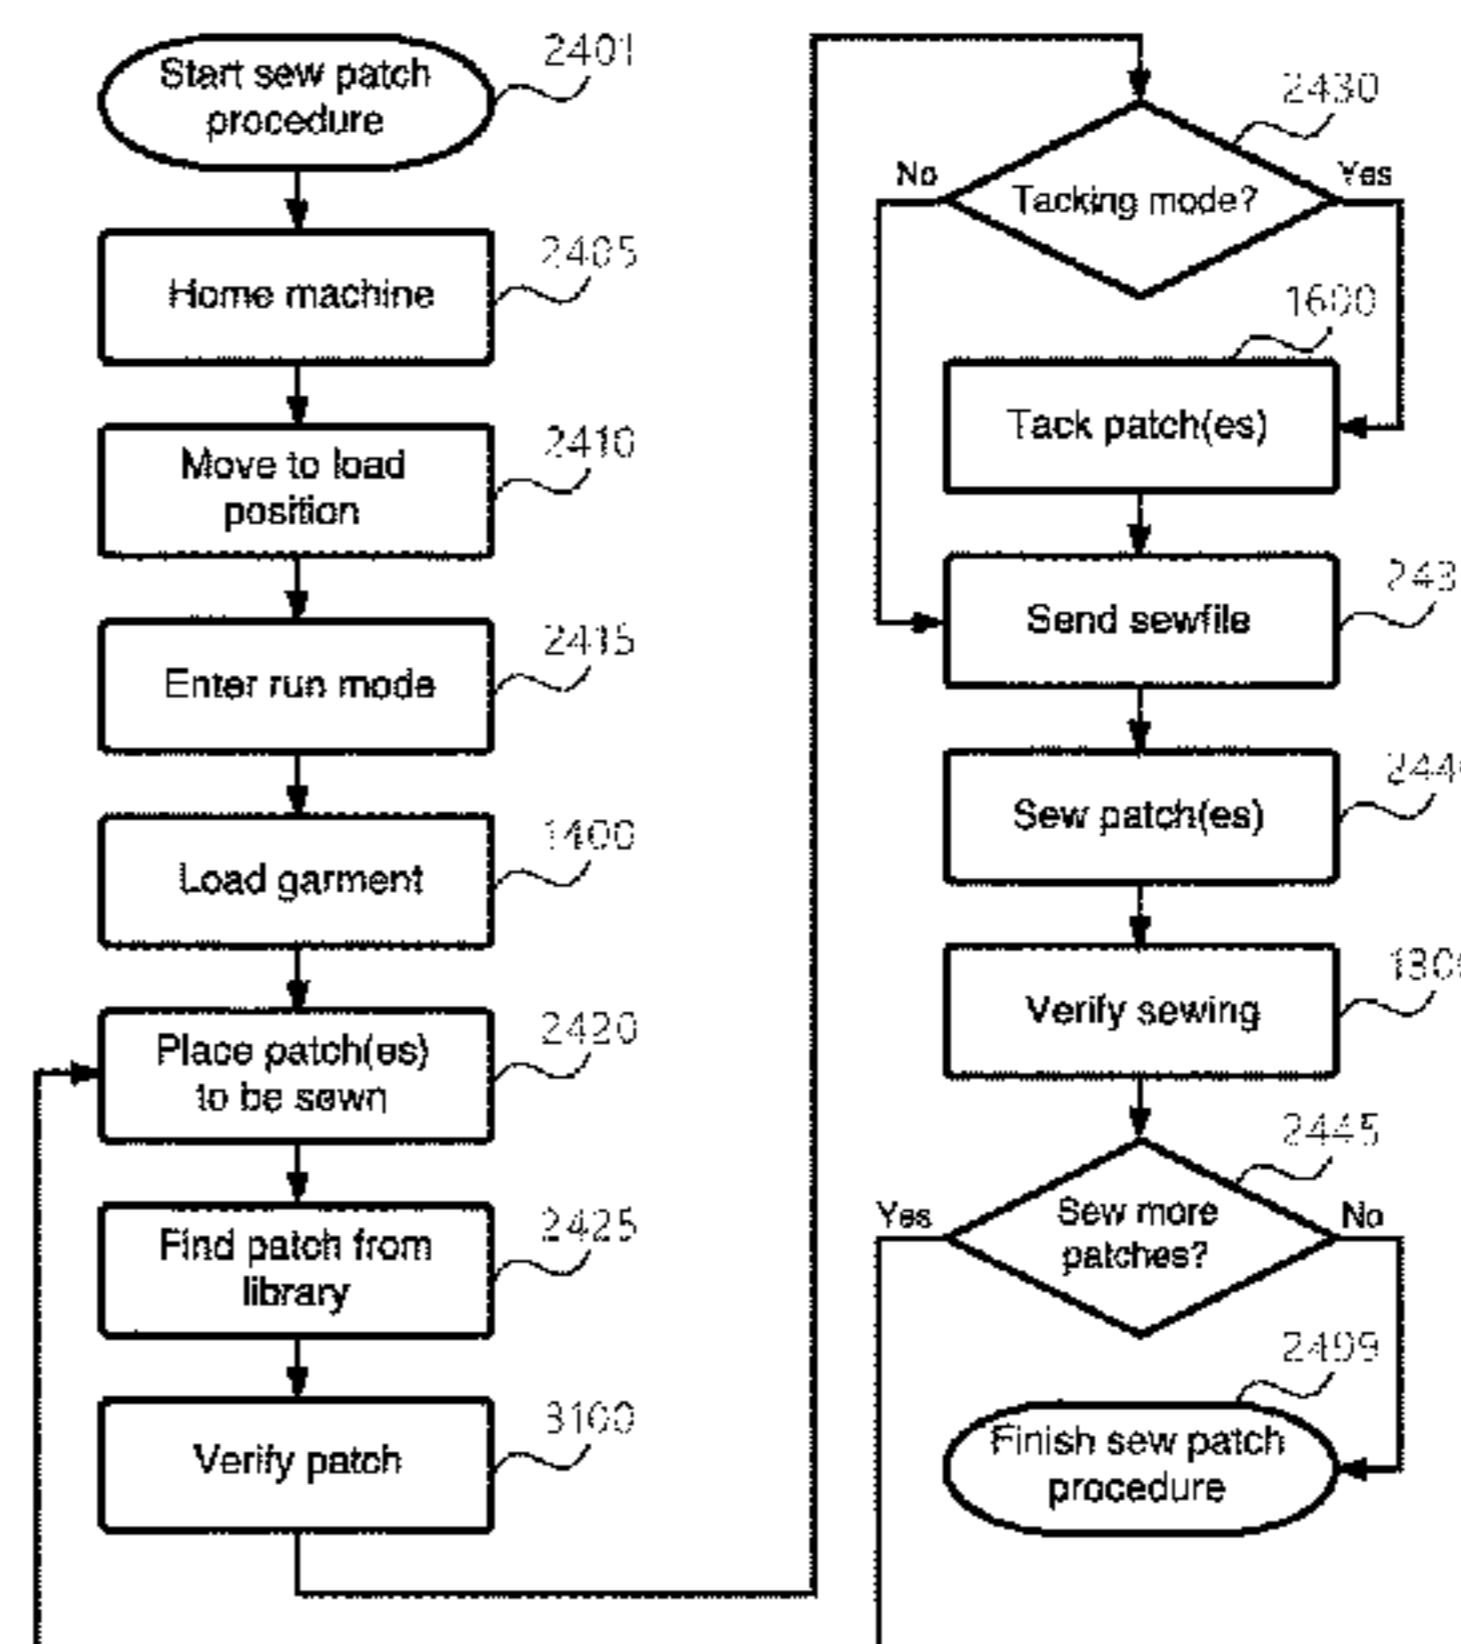 Start sew patch
procedure
2401
Home machine
2405
Move to load
position
2410
Enter run mode
2415
Load garment
1400
Place patch(es)
to be sewn
2420
Find patch from
library
2425
Verify patch
3100
Tacking mode?
2430
No
Yes
Tack patch(es)
1600
Send sewfile
243
Sew patch(es)
244
Verify sewing
Sew more
patches?
2445
Yes
No
Finish sew patch
procedure
2499